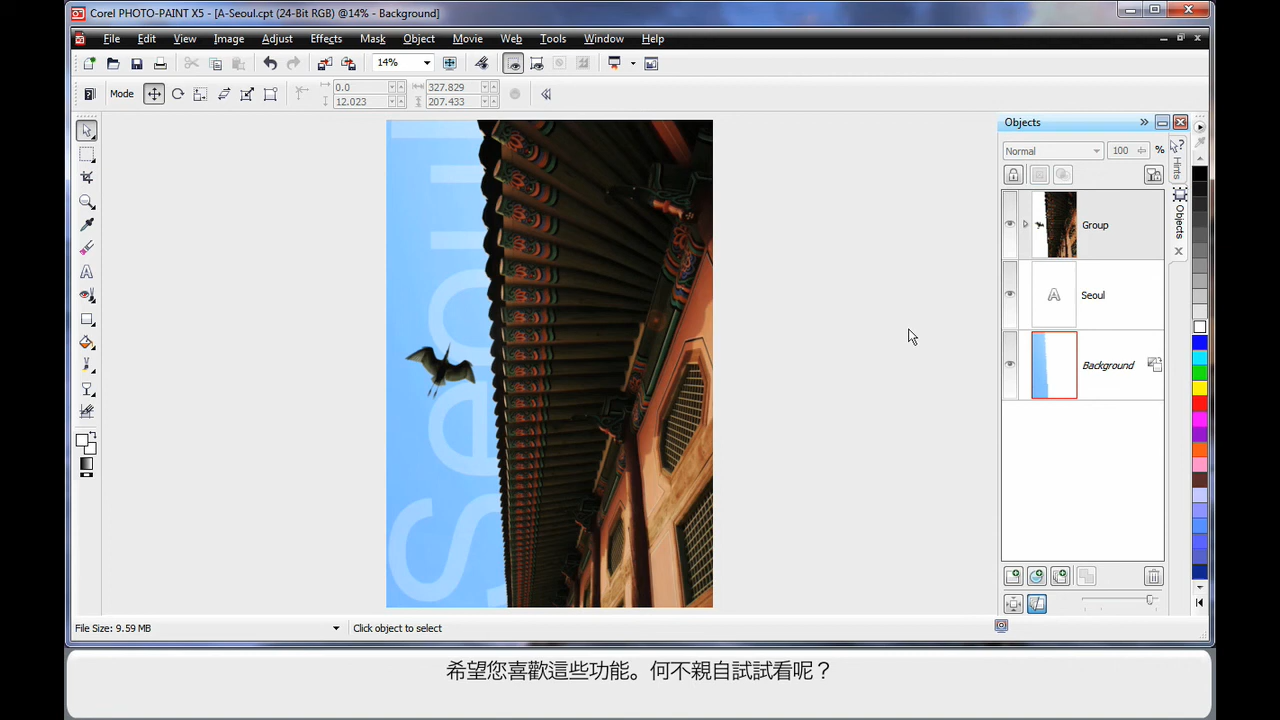 Corel PHOTO-PAINT X5 - [A-Seoul.cpt (24-Bit RGB) @14% - Background]
File Edit View Image Adjust Effects Mask Object Movie Web Tools Window Help
14%
Mode 0.0 327.829
12.023 207.433
Objects
Normal 100 %
Hints
Objects
Group
A Seoul
Background
Seoul
File Size: 9.59 MB Click object to select
希望您喜歡這些功能。何不親自試試看呢？